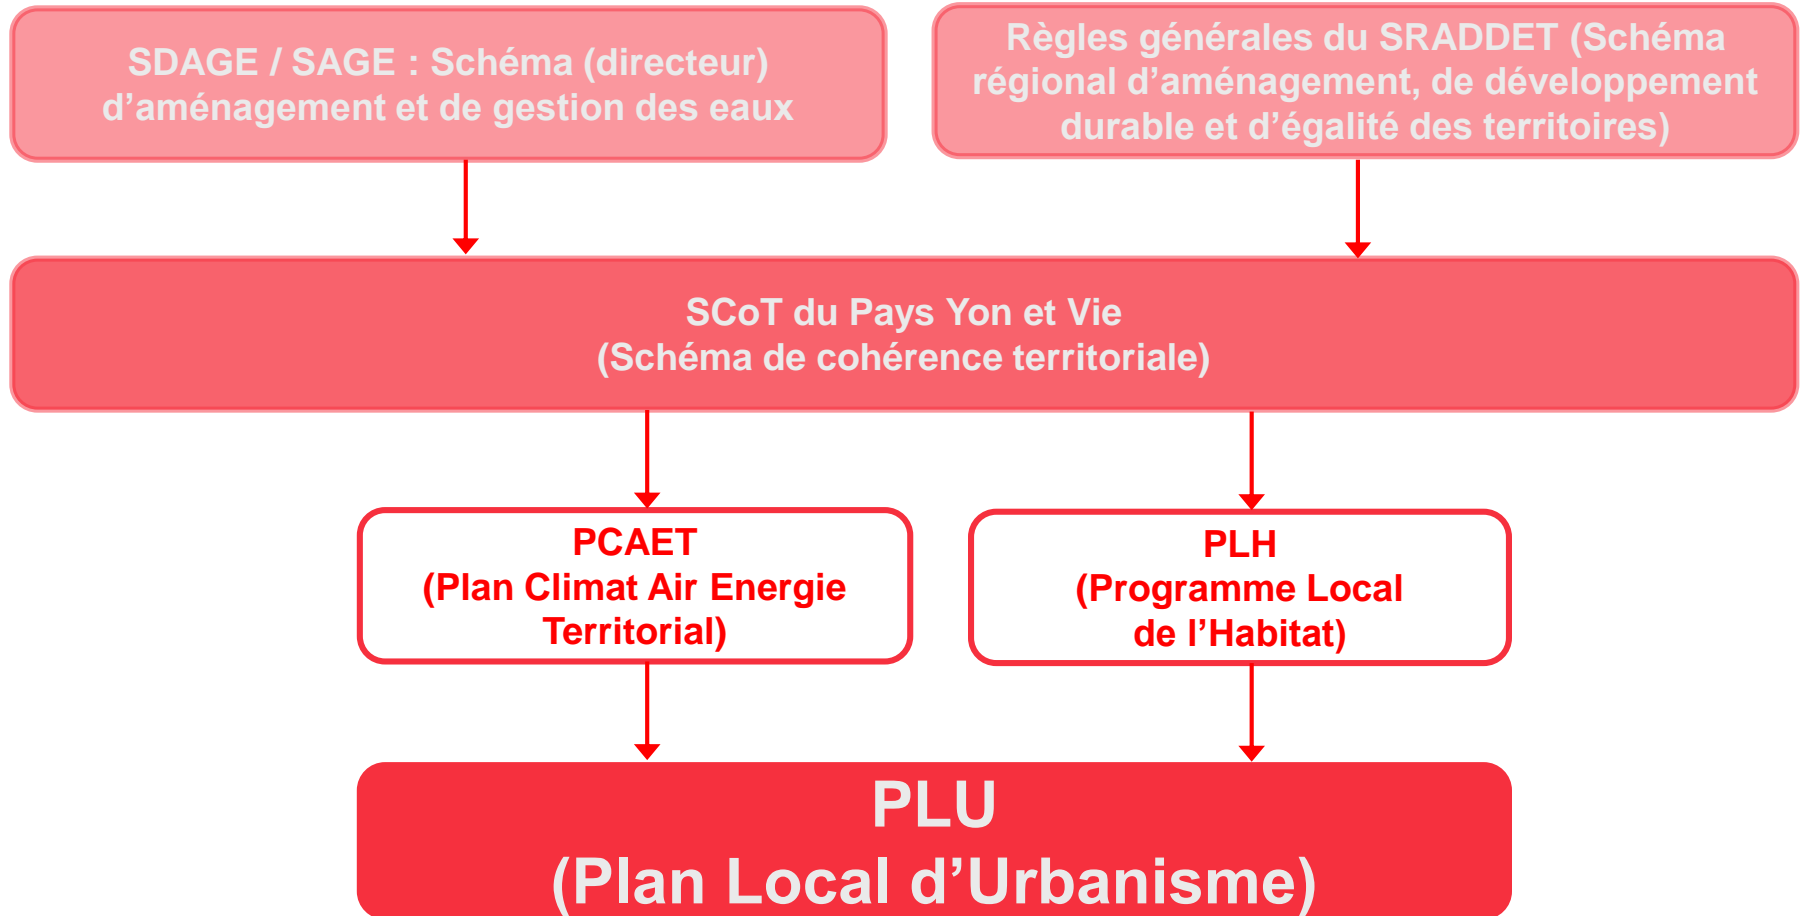 SDAGE / SAGE : Schéma (directeur)
d’aménagement et de gestion des eaux
Règles générales du SRADDET (Schéma
régional d’aménagement, de développement
durable et d’égalité des territoires)
SCoT du Pays Yon et Vie
(Schéma de cohérence territoriale)
PCAET
(Plan Climat Air Energie
Territorial)
PLH
(Programme Local
de l’Habitat)
PLU
(Plan Local d’Urbanisme)